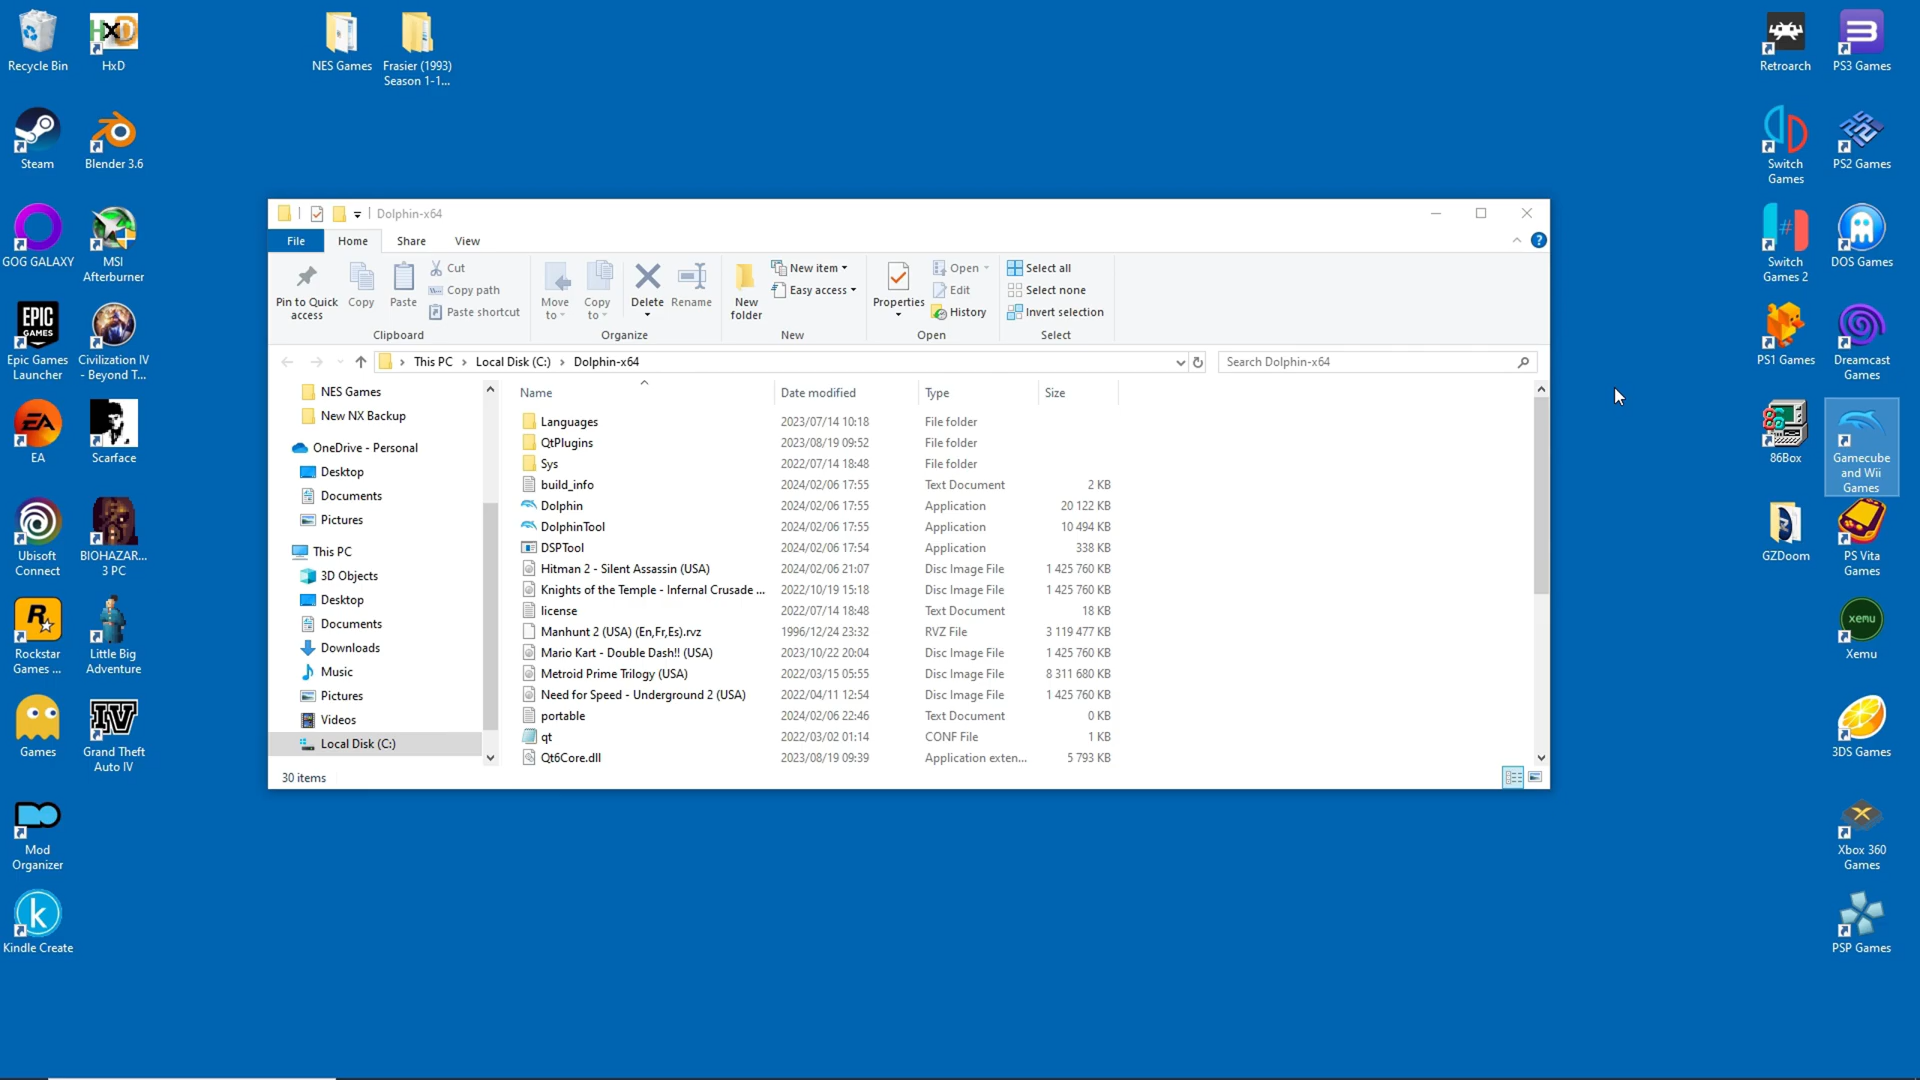 Recycle Bin
HxD
NES Games
Frasier (1993)
Season 1-1...
Retroarch
PS3 Games
Steam
Blender 3.6
Switch
Games
PS2 Games
GOG GALAXY
MSI
Afterburner
Switch
Games 2
DOS Games
EPIC
GAMES
Epic Games
Launcher
Civilization IV
- Beyond T...
PS1 Games
Dreamcast
Games
EA
EA
Scarface
86Box
Gamecube
and Wii
Games
Ubisoft
Connect
BIOHAZAR...
3 PC
GZDoom
PS Vita
Games
Rockstar
Games ...
Little Big
Adventure
xemu
Xemu
Games
IV
Grand Theft
Auto IV
3DS Games
Mod
Organizer
Xbox 360
Games
k
Kindle Create
PSP Games
Dolphin-x64
File
Home
Share
View
Pin to Quick
access
Copy
Paste
Cut
Copy path
Paste shortcut
Clipboard
Move
to
Copy
to
Delete
Rename
Organize
New
folder
New item
Easy access
New
Properties
Open
Edit
History
Open
Select all
Select none
Invert selection
Select
This PC > Local Disk (C:) > Dolphin-x64
Search Dolphin-x64
NES Games
New NX Backup
OneDrive - Personal
Desktop
Documents
Pictures
This PC
3D Objects
Desktop
Documents
Downloads
Music
Pictures
Videos
Local Disk (C:)
Name Date modified Type Size
Languages 2023/07/14 10:18 File folder
QtPlugins 2023/08/19 09:52 File folder
Sys 2022/07/14 18:48 File folder
build_info 2024/02/06 17:55 Text Document 2 KB
Dolphin 2024/02/06 17:55 Application 20 122 KB
DolphinTool 2024/02/06 17:55 Application 10 494 KB
DSPTool 2024/02/06 17:54 Application 338 KB
Hitman 2 - Silent Assassin (USA) 2024/02/06 21:07 Disc Image File 1 425 760 KB
Knights of the Temple - Infernal Crusade ... 2022/10/19 15:18 Disc Image File 1 425 760 KB
license 2022/07/14 18:48 Text Document 18 KB
Manhunt 2 (USA) (En,Fr,Es).rvz 1996/12/24 23:32 RVZ File 3 119 477 KB
Mario Kart - Double Dash!! (USA) 2023/10/22 20:04 Disc Image File 1 425 760 KB
Metroid Prime Trilogy (USA) 2022/03/15 05:55 Disc Image File 8 311 680 KB
Need for Speed - Underground 2 (USA) 2022/04/11 12:54 Disc Image File 1 425 760 KB
portable 2024/02/06 22:46 Text Document 0 KB
qt 2022/03/02 01:14 CONF File 1 KB
Qt6Core.dll 2023/08/19 09:39 Application exten... 5 793 KB
30 items